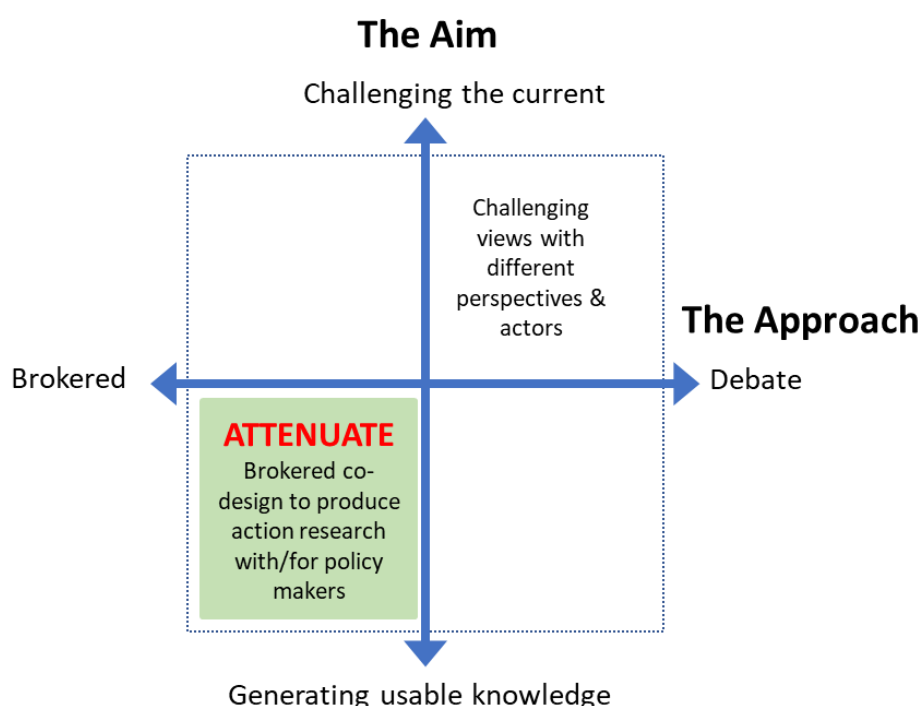 The Aim
Challenging the current
Challenging
views with
different
perspectives &
actors
The Approach
Brokered
Debate
ATTENUATE
Brokered co-
design to produce
action research
with/for policy
makers
Generating usable knowledge